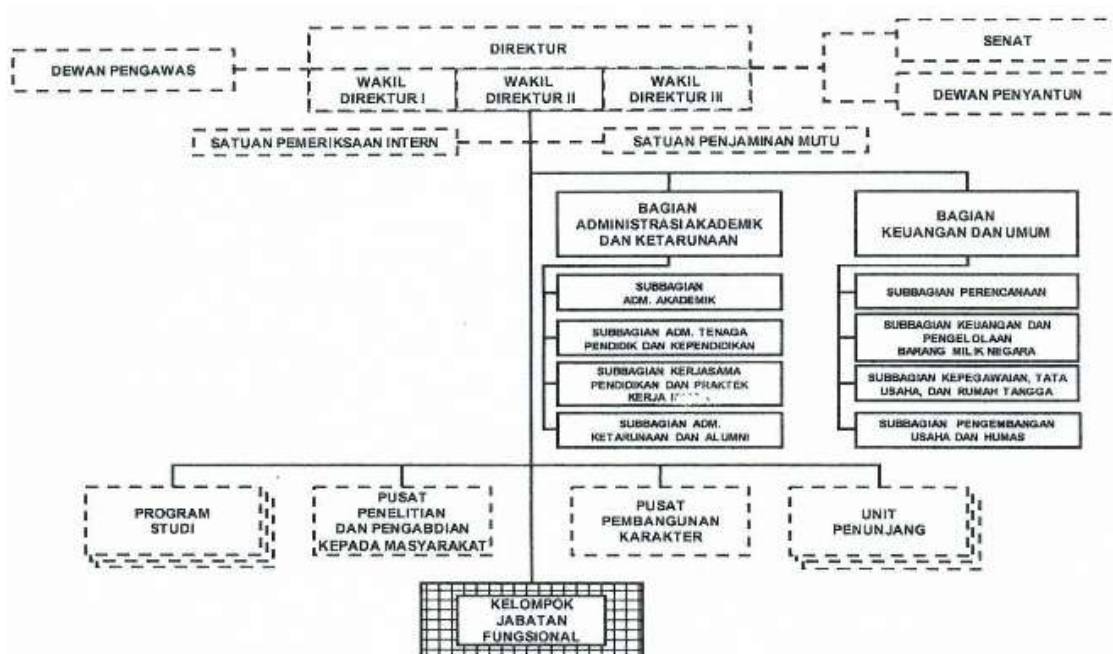 DIREKTUR
SENAT
DEWAN PENGAWAS
WAKIL
DIREKTUR I
WAKIL
DIREKTUR II
WAKIL
DIREKTUR III
DEWAN PENYANTUN
SATUAN PEMERIKSAAN INTERN
SATUAN PENJAMINAN MUTU
BAGIAN
ADMINISTRASI AKADEMIK
DAN KETARUNAAN
BAGIAN
KEUANGAN DAN UMUM
SUBBAGIAN
ADM. AKADEMIK
SUBBAGIAN ADM. TENAGA
PENDIDIK DAN KEPENDIDIKAN
SUBBAGIAN KERJASAMA
PENDIDIKAN DAN PRAKTEK
KERJA
SUBBAGIAN ADM.
KETARUNAAN DAN ALUMNI
SUBBAGIAN PERENCANAAN
SUBBAGIAN KEUANGAN DAN
PENGELOLAAN
BARANG MILIK NEGARA
SUBBAGIAN KEPEGAWAIAN, TATA
USAHA, DAN RUMAH TANGGA
SUBBAGIAN PENGEMBANGAN
USAHA DAN HUMAS
PROGRAM
STUDI
PUSAT
PENELITIAN
DAN PENGABDIAN
KEPADA MASYARAKAT
PUSAT
PEMBANGUNAN
KARAKTER
UNIT
PENUNJANG
KELOMPOK
JABATAN
FUNGSIONAL